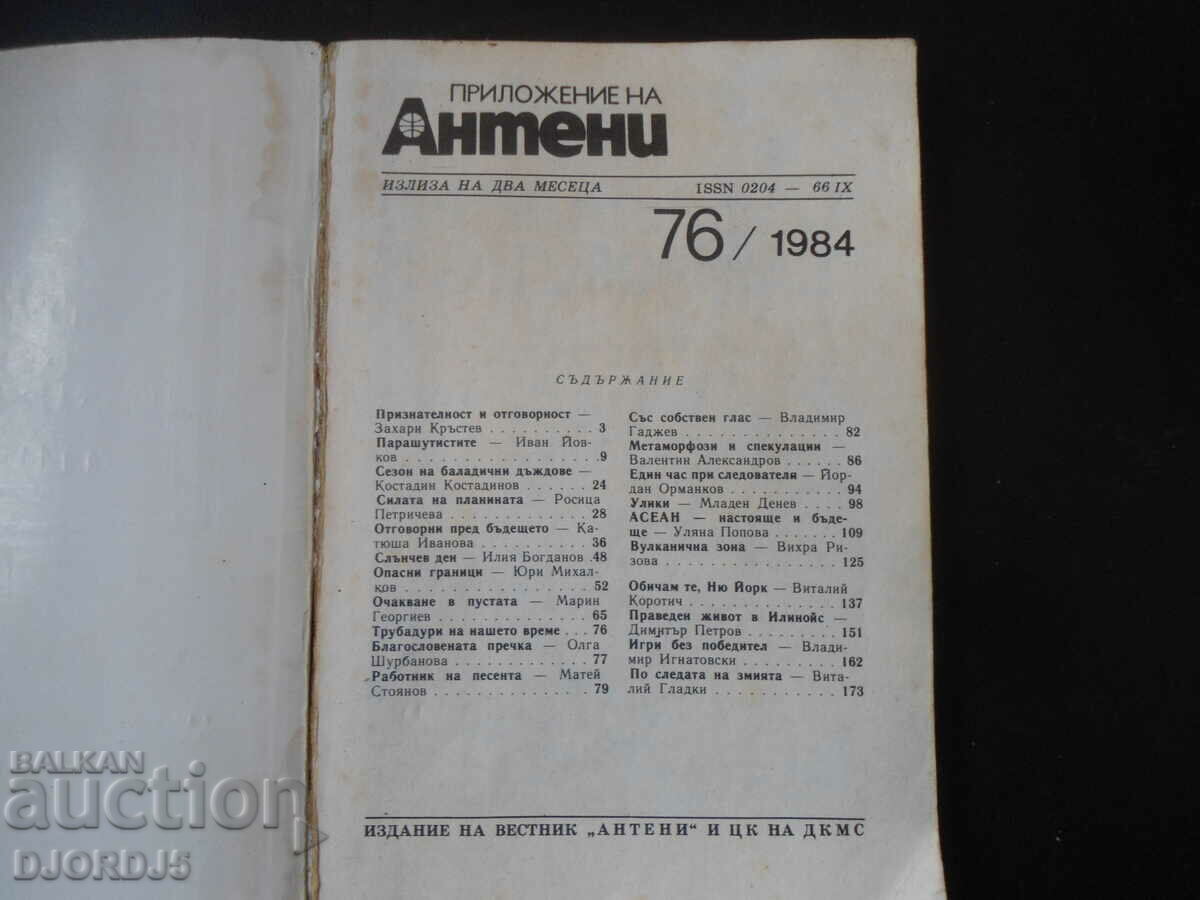 ПРИЛОЖЕНИЕ НА
Антени
ИЗЛИЗА НА ДВА МЕСЕЦА
ISSN 0204 — 66 IX
76 / 1984
СЪДЪРЖАНИЕ
Признателност и отговорност —
Захари Кръстев . . . . . . . . . . 3
Парашутистите — Иван Йов-
ков . . . . . . . . . . . . . . . . . .9
Сезон на баладични дъждове —
Костадин Костадинов . . . . . . 24
Силата на планината — Росица
Петричева . . . . . . . . . . . . . 28
Отговорни пред бъдещето — Ка-
тюша Иванова . . . . . . . . . . 36
Слънчев ден — Илия Богданов .48
Опасни граници — Юри Михал-
ков . . . . . . . . . . . . . . . . . 52
Очакване в пустата — Марин
Георгиев . . . . . . . . . . . . . . 65
Трубадури на нашето време . . . 76
Благословената пречка — Олга
Шурбанова . . . . . . . . . . . . 77
Работник на песента — Матей
Стоянов . . . . . . . . . . . . . . 79
Със собствен глас — Владимир
Гаджев . . . . . . . . . . . . . . 82
Метаморфози и спекулации —
Валентин Александров . . . . . . 86
Един час при следователя — Йор-
дан Орманков . . . . . . . . . . 94
Улики — Младен Денев . . . . 98
АСЕАН — настояще и бъде-
ще — Уляна Попова . . . . . . . 109
Вулканична зона — Вихра Ри-
зова . . . . . . . . . . . . . . . . 125
Обичам те, Ню Йорк — Виталий
Коротич . . . . . . . . . . . . . 137
Праведен живот в Илинойс —
Димитър Петров . . . . . . . . . 151
Игри без победител — Влади-
мир Игнатовски . . . . . . . . . 162
По следата на змията — Вита-
лий Гладки . . . . . . . . . . . 173
ИЗДАНИЕ НА ВЕСТНИК „АНТЕНИ“ И ЦК НА ДКМС
BALKAN
auction
DJORDJ5